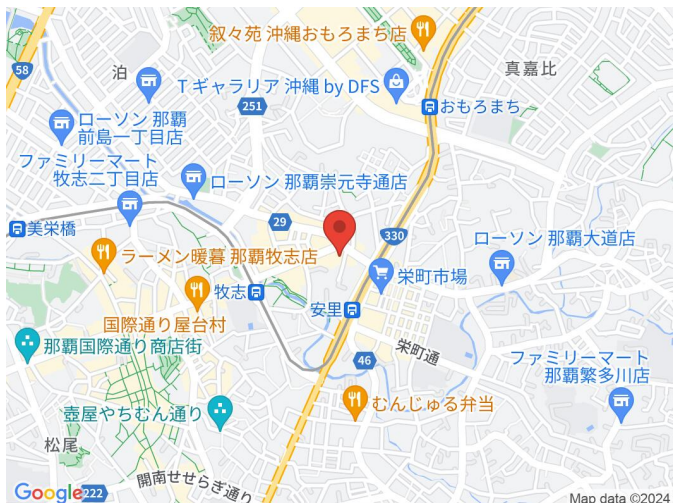 叙々苑 沖縄おもろまち店
58
泊
真嘉比
T ギャラリア 沖縄 by DFS
251
おもろまち
ローソン 那覇
前島一丁目店
ファミリーマート
牧志二丁目店
ローソン 那覇崇元寺通店
29
美栄橋
330
ローソン 那覇大道店
ラーメン暖暮 那覇牧志店
栄町市場
牧志
安里
国際通り屋台村
那覇国際通り商店街
栄町通
46
ファミリーマート
那覇繁多川店
壺屋やちむん通り
むんじゅる弁当
松尾
開南せせらぎ通り
Google
222
Map data ©2024